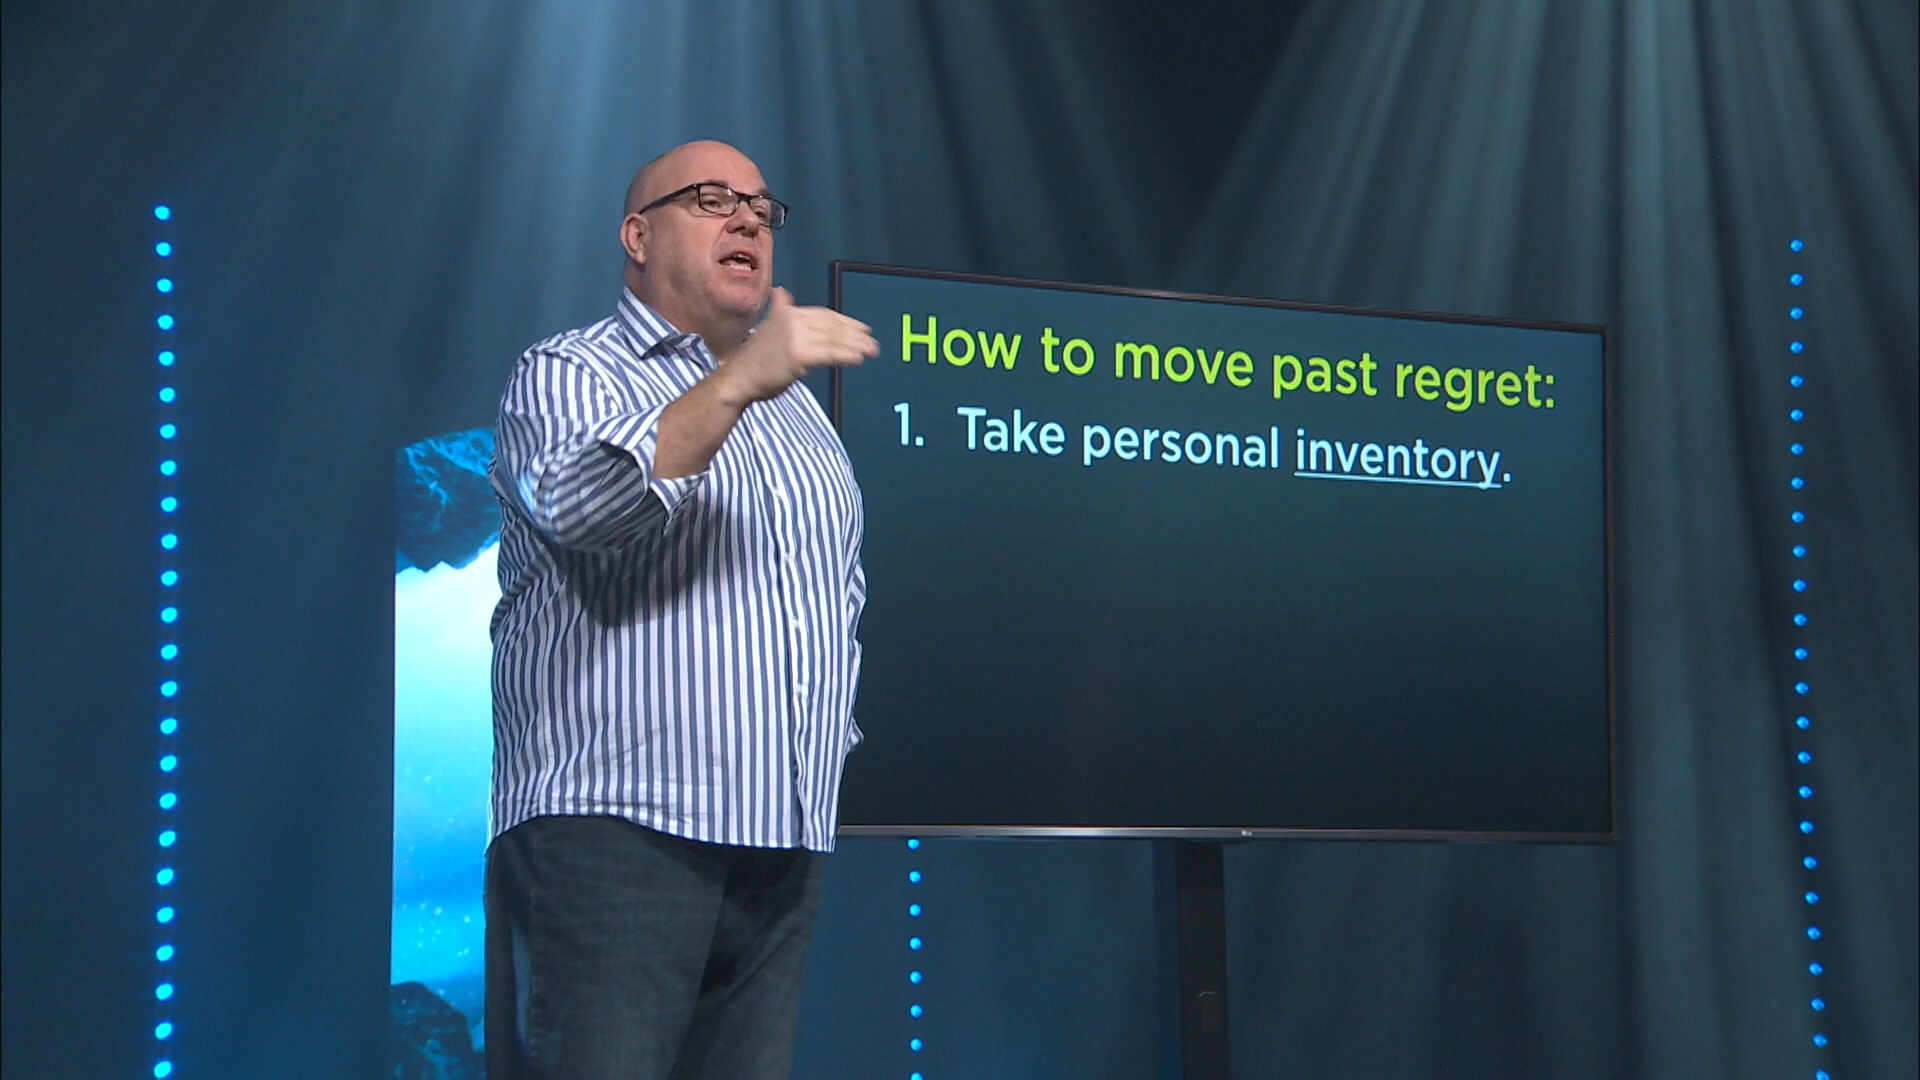 How to move past regret:
1. Take personal inventory.